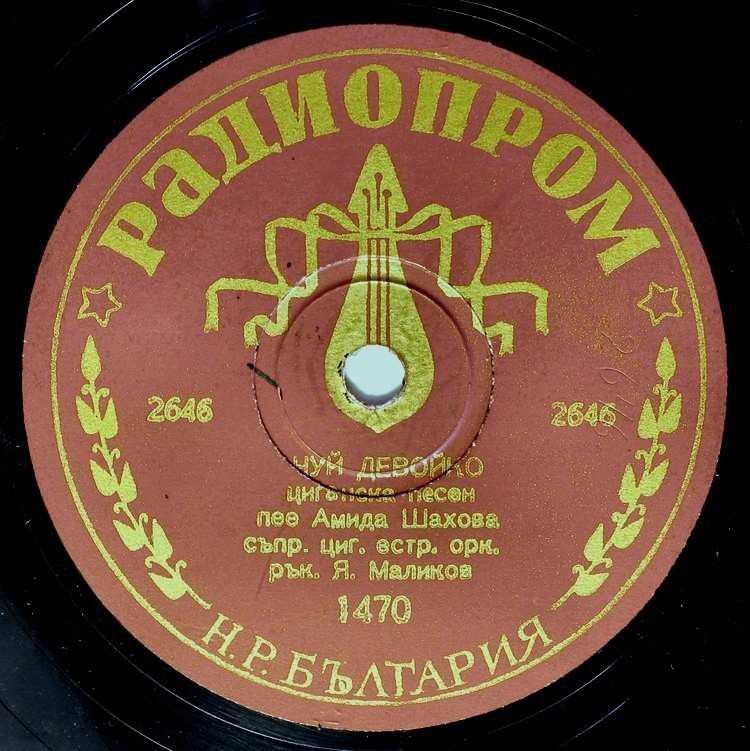 РАДИОПРОМ
2646 2646
ЧУЙ ДЕВОЙКО
циганска песен
пее Амида Шахова
съпр. циг. естр. орк.
рък. Я. Маликов
1470
Н.Р.БЪЛГАРИЯ